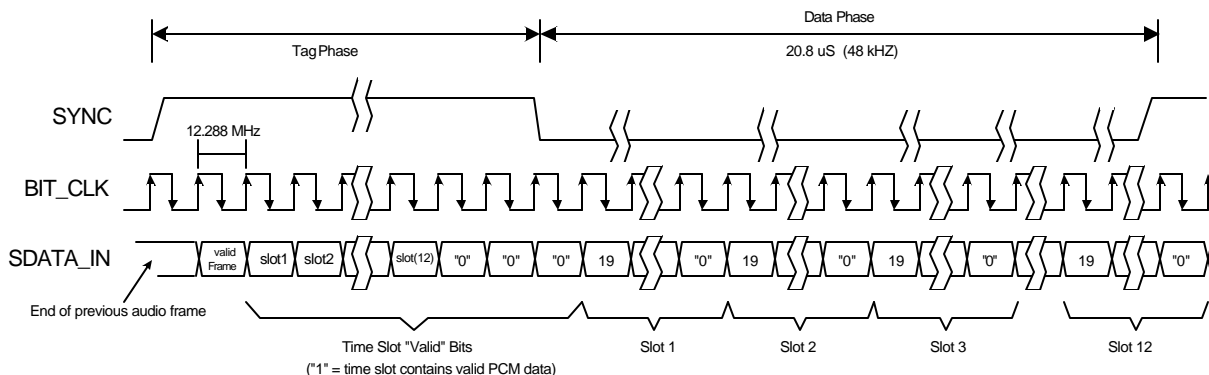 Data Phase
Tag Phase
20.8 uS (48 kHZ)
SYNC
12.288 MHz
BIT_CLK
SDATA_IN
valid Frame slot1 slot2 slot(12) "0" "0" "0" 19 "0" 19 "0" 19 "0" 19 "0"
End of previous audio frame
Time Slot "Valid" Bits Slot 1 Slot 2 Slot 3 Slot 12
("1" = time slot contains valid PCM data)